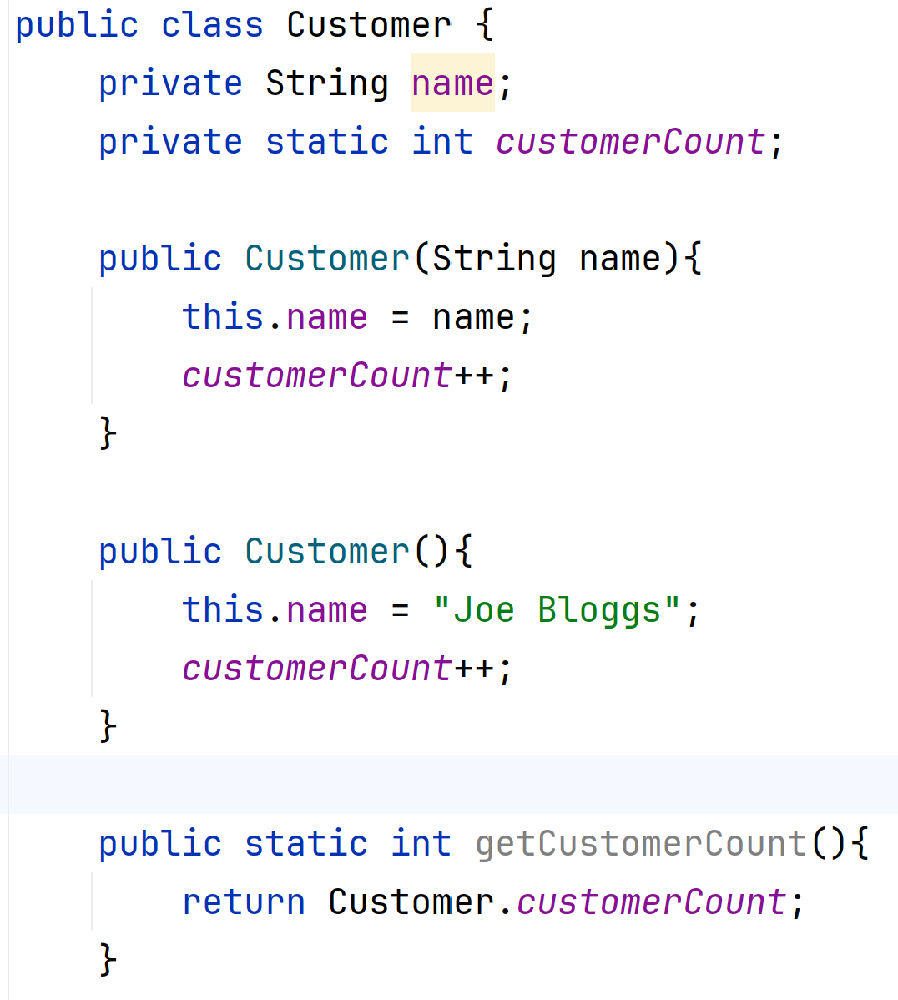 public class Customer {
    private String name;
    private static int customerCount;

    public Customer(String name){
        this.name = name;
        customerCount++;
    }

    public Customer(){
        this.name = "Joe Bloggs";
        customerCount++;
    }

    public static int getCustomerCount(){
        return Customer.customerCount;
    }